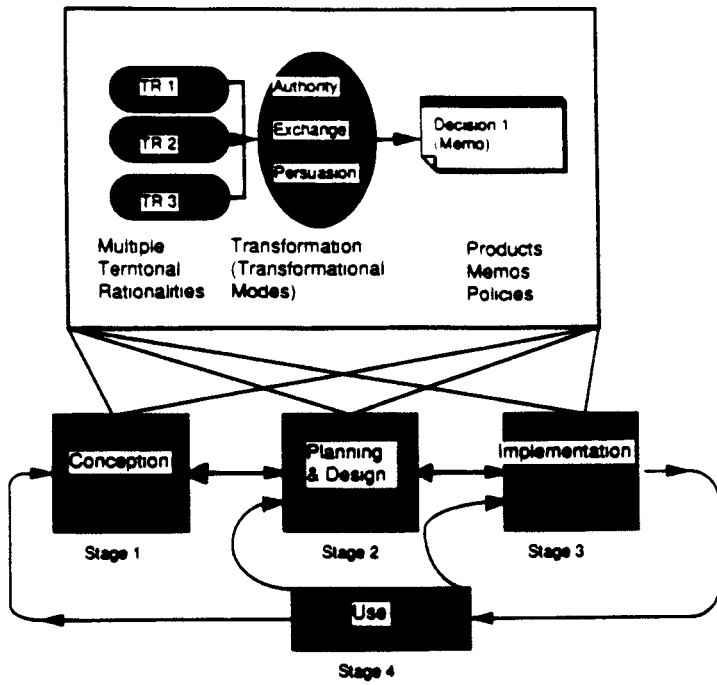 TR 1
TR 2
TR 3
Authority
Exchange
Persuasion
Decision 1
(Memo)
Multiple
Territorial
Rationalities
Transformation
(Transformational
Modes)
Products
Memos
Policies
Conception
Planning
& Design
Implementation
Stage 1
Stage 2
Stage 3
Use
Stage 4